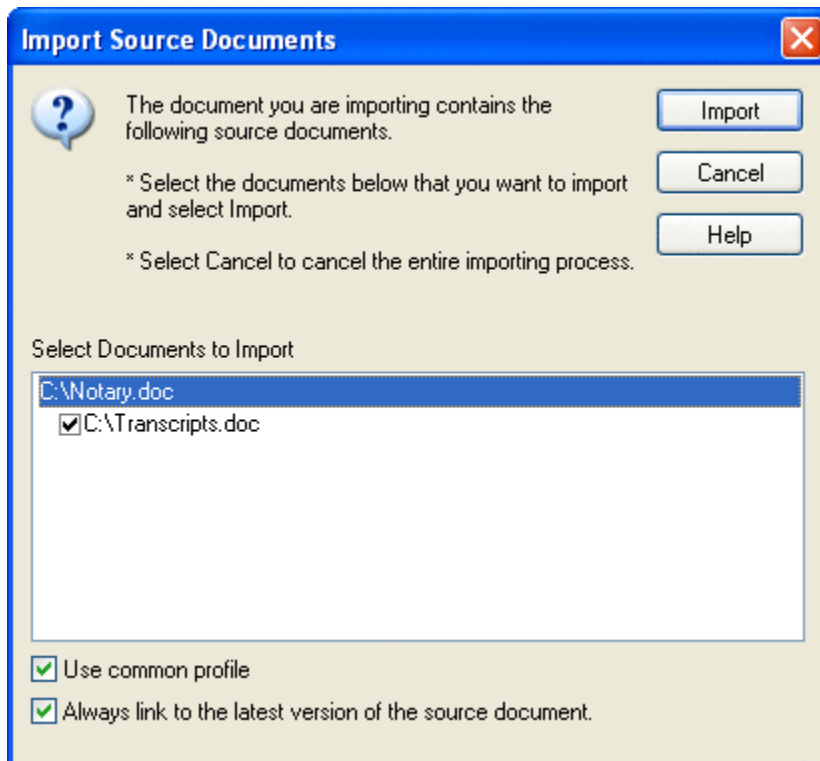 Import Source Documents
The document you are importing contains the
following source documents.
Import
* Select the documents below that you want to import
and select Import.
Cancel
* Select Cancel to cancel the entire importing process.
Help
Select Documents to Import
C:\Notary.doc
C:\Transcripts.doc
Use common profile
Always link to the latest version of the source document.